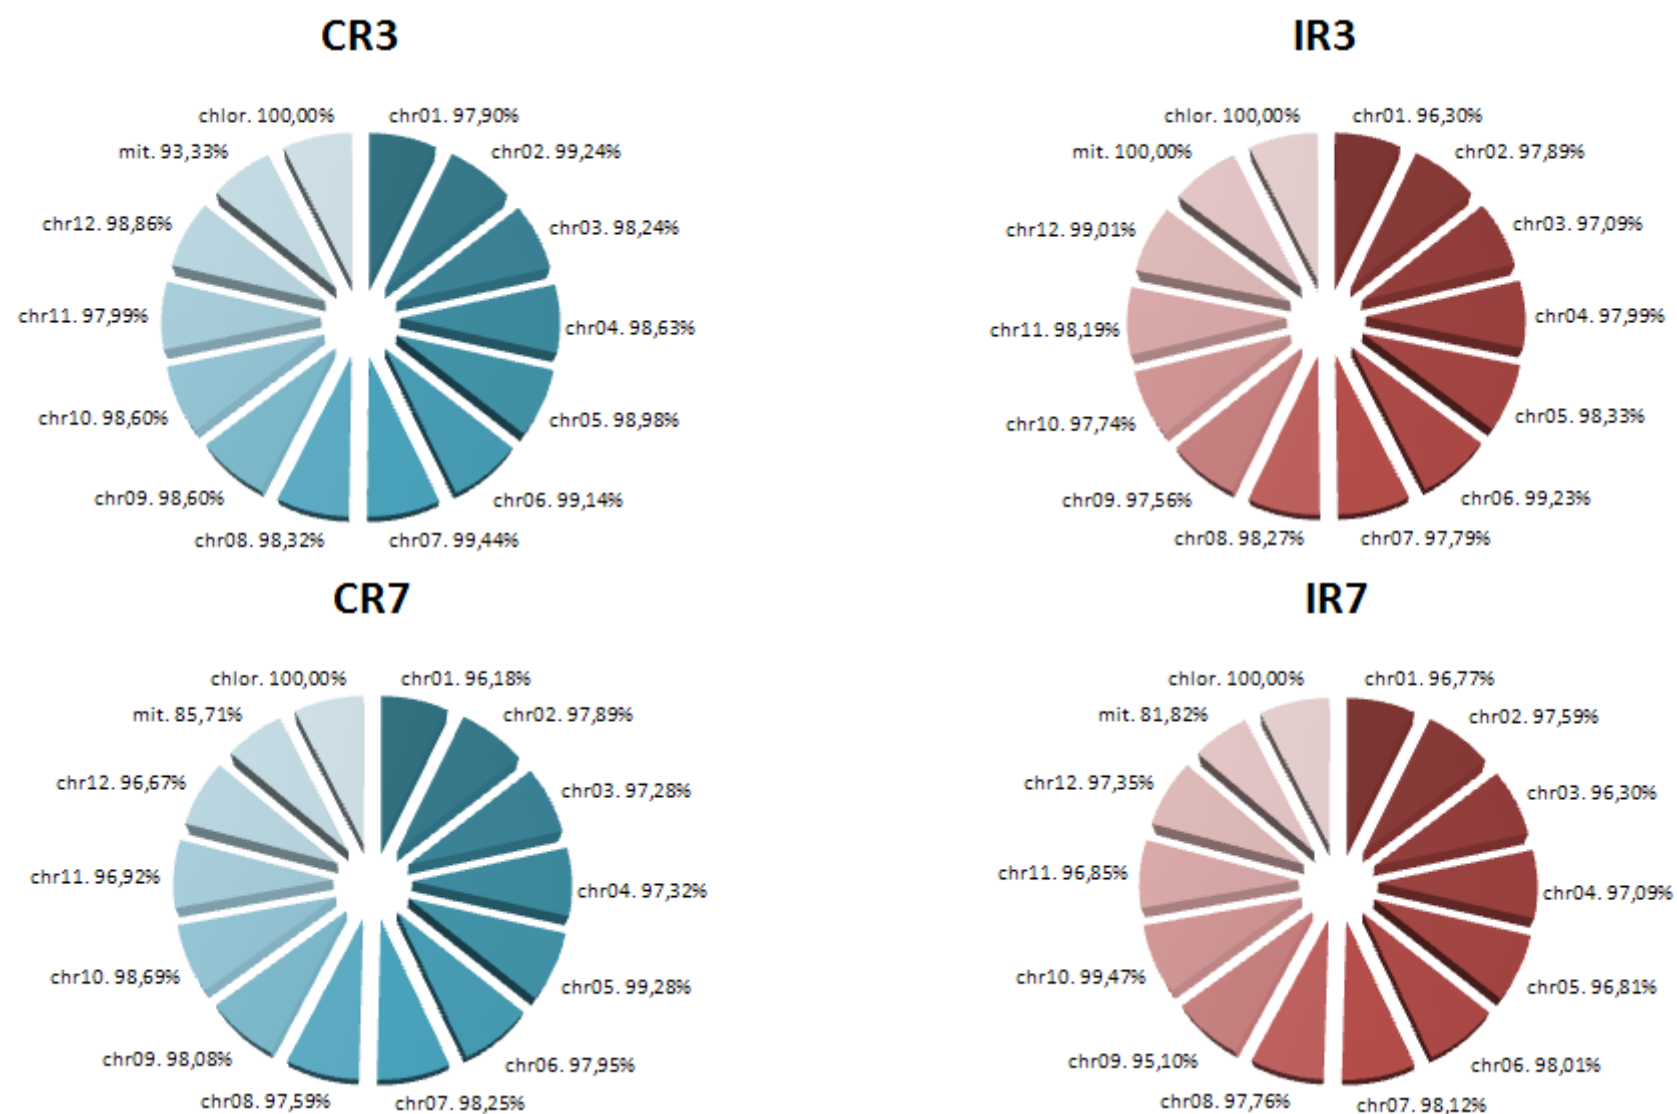 CR3
chlor. 100,00%
chr01. 97,90%
mit. 93,33%
chr02. 99,24%
chr12. 98,86%
chr03. 98,24%
chr11. 97,99%
chr04. 98,63%
chr10. 98,60%
chr05. 98,98%
chr09. 98,60%
chr06. 99,14%
chr08. 98,32%
chr07. 99,44%
IR3
chlor. 100,00%
chr01. 96,30%
mit. 100,00%
chr02. 97,89%
chr12. 99,01%
chr03. 97,09%
chr11. 98,19%
chr04. 97,99%
chr10. 97,74%
chr05. 98,33%
chr09. 97,56%
chr06. 99,23%
chr08. 98,27%
chr07. 97,79%
CR7
chlor. 100,00%
chr01. 96,18%
mit. 85,71%
chr02. 97,89%
chr12. 96,67%
chr03. 97,28%
chr11. 96,92%
chr04. 97,32%
chr10. 98,69%
chr05. 99,28%
chr09. 98,08%
chr06. 97,95%
chr08. 97,59%
chr07. 98,25%
IR7
chlor. 100,00%
chr01. 96,77%
mit. 81,82%
chr02. 97,59%
chr12. 97,35%
chr03. 96,30%
chr11. 96,85%
chr04. 97,09%
chr10. 99,47%
chr05. 96,81%
chr09. 95,10%
chr06. 98,01%
chr08. 97,76%
chr07. 98,12%